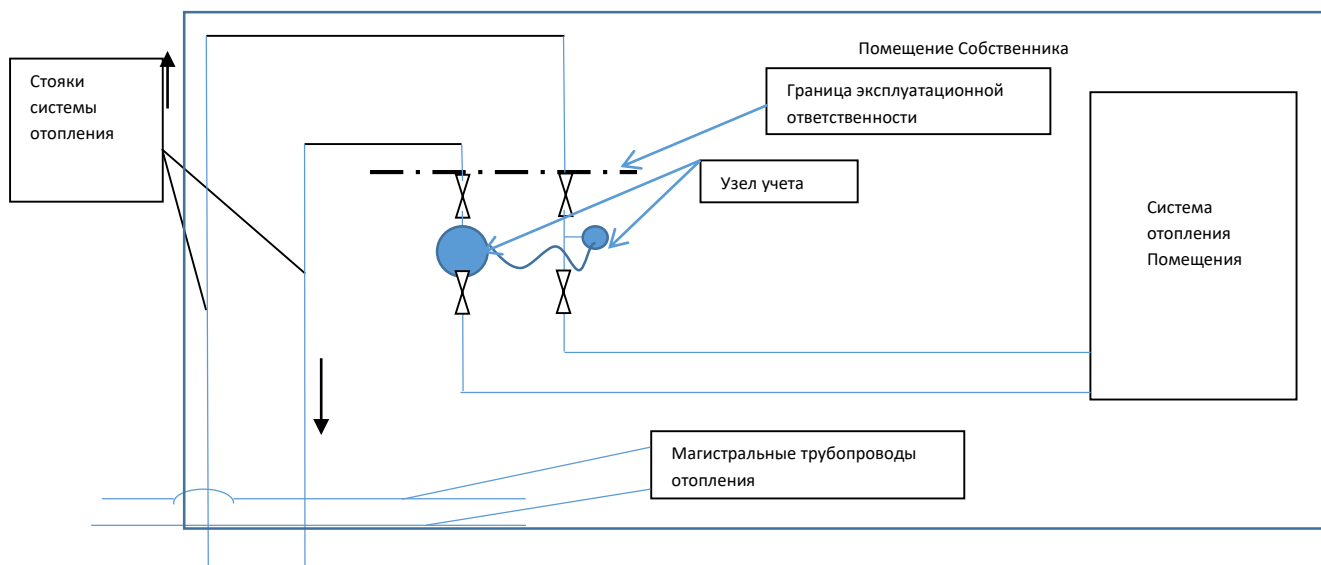 Помещение Собственника
Стояки
системы
отопления
Граница эксплуатационной
ответственности
Узел учета
Система
отопления
Помещения
Магистральные трубопроводы
отопления